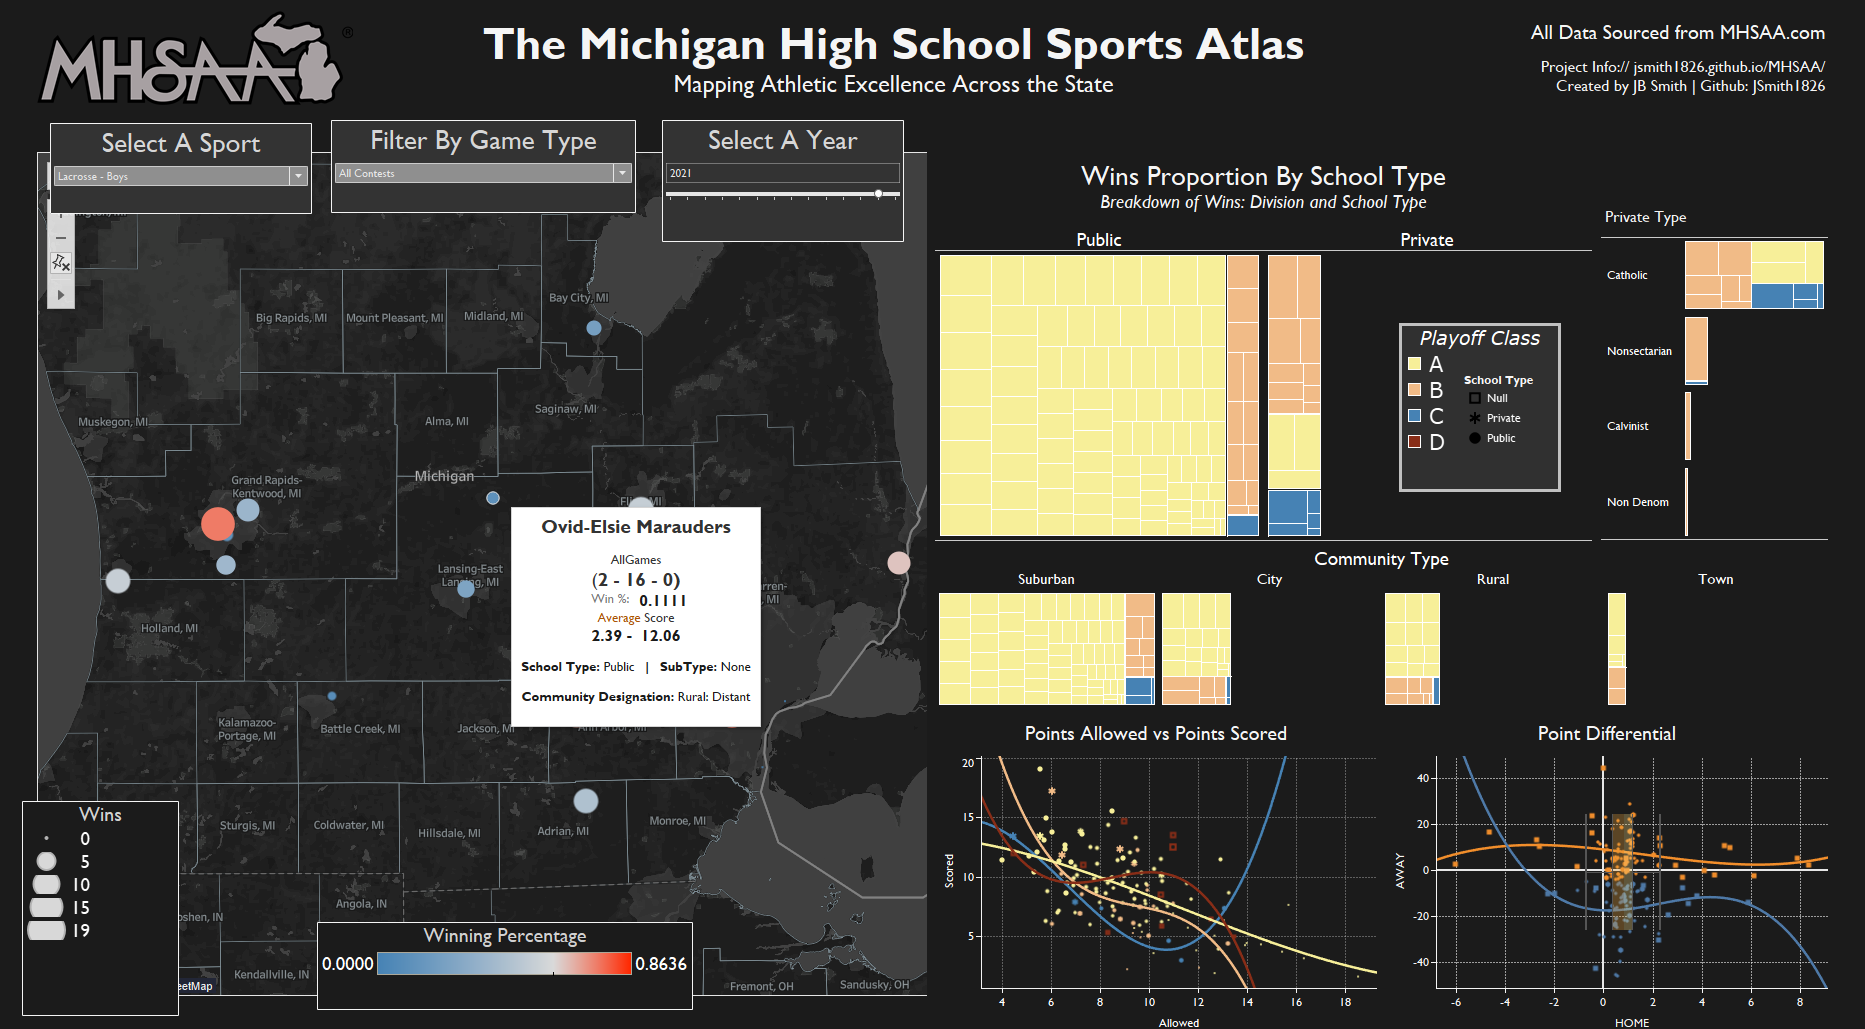 MHSAA
®
The Michigan High School Sports Atlas
Mapping Athletic Excellence Across the State
All Data Sourced from MHSAA.com
Project Info:// jsmith1826.github.io/MHSAA/
Created by JB Smith | Github: JSmith1826
Select A Sport
Lacrosse - Boys
Filter By Game Type
All Contests
Select A Year
2021
Bay City, MI
Big Rapids, MI
Mount Pleasant, MI
Midland, MI
Saginaw, MI
Muskegon, MI
Alma, MI
Michigan
Grand Rapids-
Kentwood, MI
Lansing-East
Lansing, MI
Holland, MI
Kalamazoo-
Portage, MI
Battle Creek, MI
Jackson, MI
Ann Arbor, MI
Sturgis, MI
Coldwater, MI
Hillsdale, MI
Adrian, MI
Monroe, MI
Angola, IN
Kendallville, IN
Fremont, OH
Sandusky, OH
eetMap
Ovid-Elsie Marauders
AllGames
(2 - 16 - 0)
Win %: 0.1111
Average Score
2.39 - 12.06
School Type: Public | SubType: None
Community Designation: Rural: Distant
Wins
0
5
10
15
19
Winning Percentage
0.0000
0.8636
Wins Proportion By School Type
Breakdown of Wins: Division and School Type
Public
Private
Playoff Class
A
B
C
D
School Type
Null
Private
Public
Private Type
Catholic
Nonsectarian
Calvinist
Non Denom
Community Type
Suburban
City
Rural
Town
Points Allowed vs Points Scored
Scored
20
15
10
5
4 6 8 10 12 14 16 18
Allowed
Point Differential
AWAY
40
20
0
-20
-40
-6 -4 -2 0 2 4 6 8
HOME